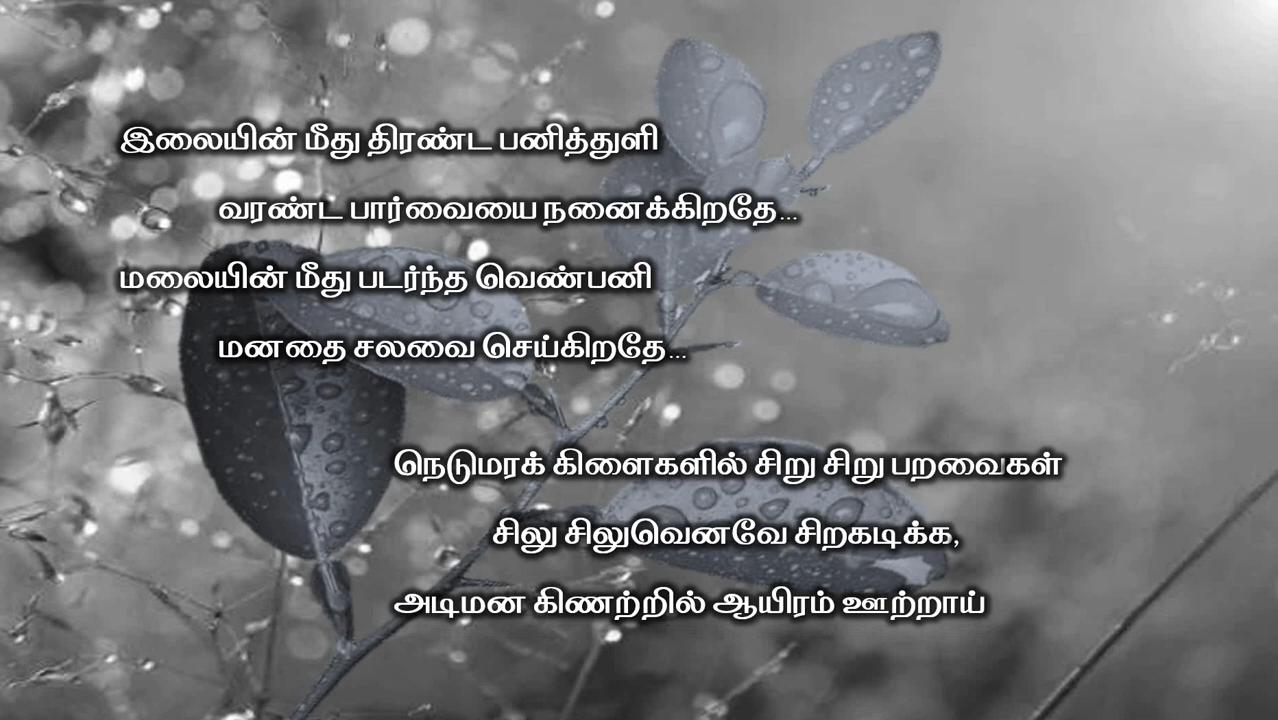 இலையின் மீது திரண்ட பனித்துளி
வரண்ட பார்வையை நனைக்கிறதே...
மலையின் மீது படர்ந்த வெண்பனி
மனதை சலவை செய்கிறதே...
நெடுமரக் கிளைகளில் சிறு சிறு பறவைகள்
சிலு சிலுவெனவே சிறகடிக்க,
அடிமன கிணற்றில் ஆயிரம் ஊற்றாய்